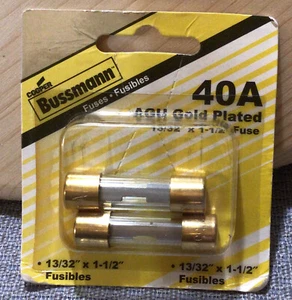 COOPER
Bussmann
Fuses • Fusibles
40A
AGU Gold Plated
13/32" x 1-1/2" Fuse
• 13/32" x 1-1/2"
Fusibles
• 13/32" x 1-1/2"
Fusibles